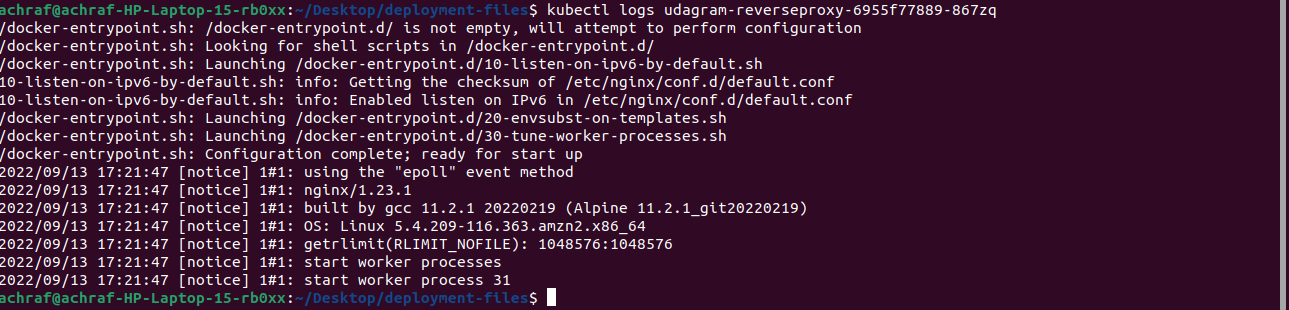 achraf@achraf-HP-Laptop-15-rb0xx:~/Desktop/deployment-files$ kubectl logs udagram-reverseproxy-6955f77889-867zq
/docker-entrypoint.sh: /docker-entrypoint.d/ is not empty, will attempt to perform configuration
/docker-entrypoint.sh: Looking for shell scripts in /docker-entrypoint.d/
/docker-entrypoint.sh: Launching /docker-entrypoint.d/10-listen-on-ipv6-by-default.sh
10-listen-on-ipv6-by-default.sh: info: Getting the checksum of /etc/nginx/conf.d/default.conf
10-listen-on-ipv6-by-default.sh: info: Enabled listen on IPv6 in /etc/nginx/conf.d/default.conf
/docker-entrypoint.sh: Launching /docker-entrypoint.d/20-envsubst-on-templates.sh
/docker-entrypoint.sh: Launching /docker-entrypoint.d/30-tune-worker-processes.sh
/docker-entrypoint.sh: Configuration complete; ready for start up
2022/09/13 17:21:47 [notice] 1#1: using the "epoll" event method
2022/09/13 17:21:47 [notice] 1#1: nginx/1.23.1
2022/09/13 17:21:47 [notice] 1#1: built by gcc 11.2.1 20220219 (Alpine 11.2.1_git20220219)
2022/09/13 17:21:47 [notice] 1#1: OS: Linux 5.4.209-116.363.amzn2.x86_64
2022/09/13 17:21:47 [notice] 1#1: getrlimit(RLIMIT_NOFILE): 1048576:1048576
2022/09/13 17:21:47 [notice] 1#1: start worker processes
2022/09/13 17:21:47 [notice] 1#1: start worker process 31
achraf@achraf-HP-Laptop-15-rb0xx:~/Desktop/deployment-files$